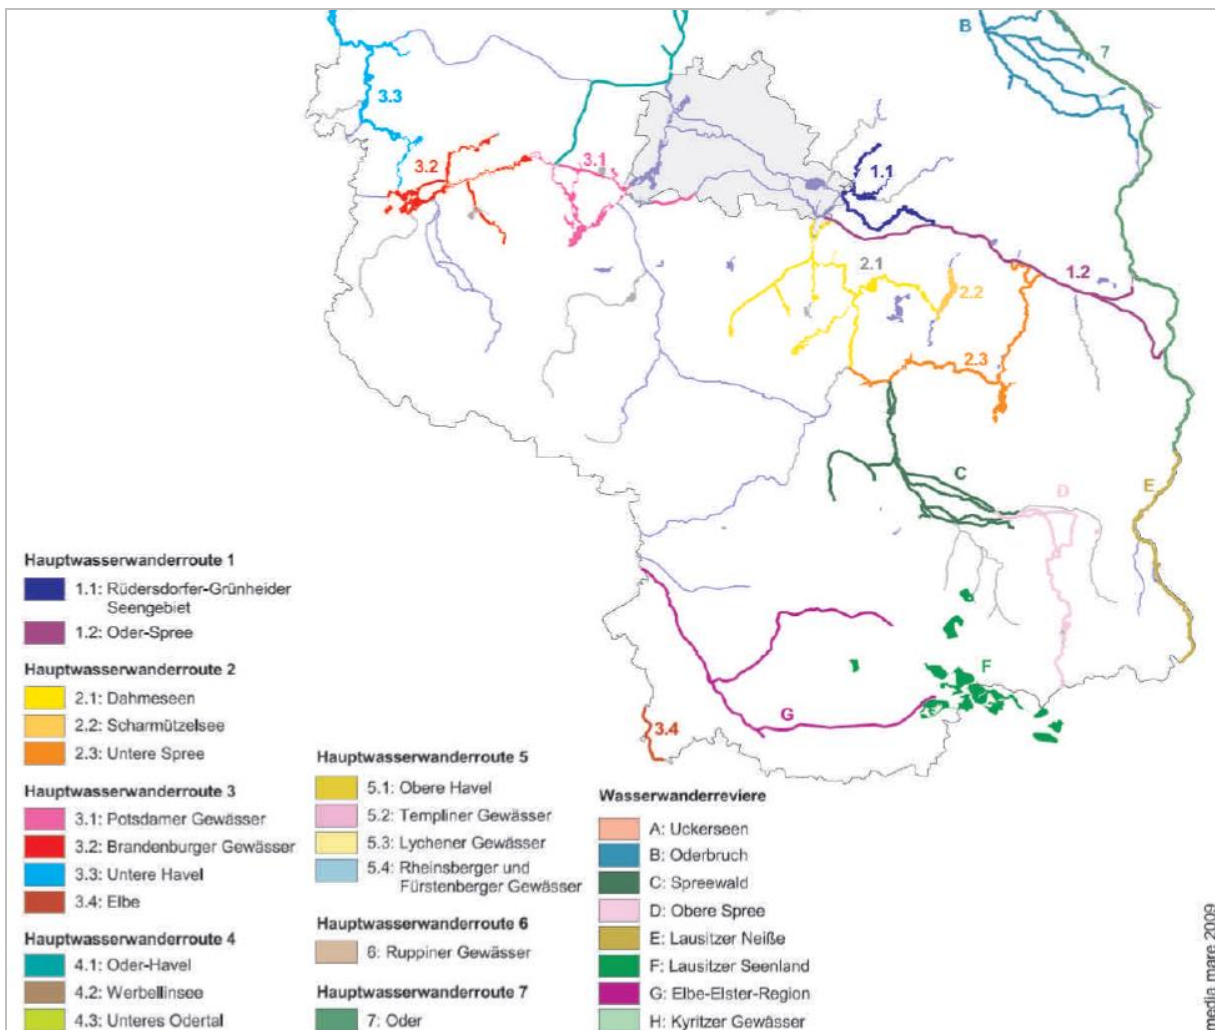 B
7
3.3
3.2
3.1
1.1
2.1
1.2
2.2
2.3
C
D
E
F
G
3.4
Hauptwasserwanderroute 1
1.1: Rüdersdorfer-Grünheider
Seengebiet
1.2: Oder-Spree
Hauptwasserwanderroute 2
2.1: Dahmeseen
2.2: Scharmützelsee
2.3: Untere Spree
Hauptwasserwanderroute 3
3.1: Potsdamer Gewässer
3.2: Brandenburger Gewässer
3.3: Untere Havel
3.4: Elbe
Hauptwasserwanderroute 4
4.1: Oder-Havel
4.2: Werbellinsee
4.3: Unteres Odertal
Hauptwasserwanderroute 5
5.1: Obere Havel
5.2: Templiner Gewässer
5.3: Lychener Gewässer
5.4: Rheinsberger und
Fürstenberger Gewässer
Hauptwasserwanderroute 6
6: Ruppiner Gewässer
Hauptwasserwanderroute 7
7: Oder
Wasserwanderreviere
A: Uckerseen
B: Oderbruch
C: Spreewald
D: Obere Spree
E: Lausitzer Neiße
F: Lausitzer Seenland
G: Elbe-Elster-Region
H: Kyritzer Gewässer
media mare 2009